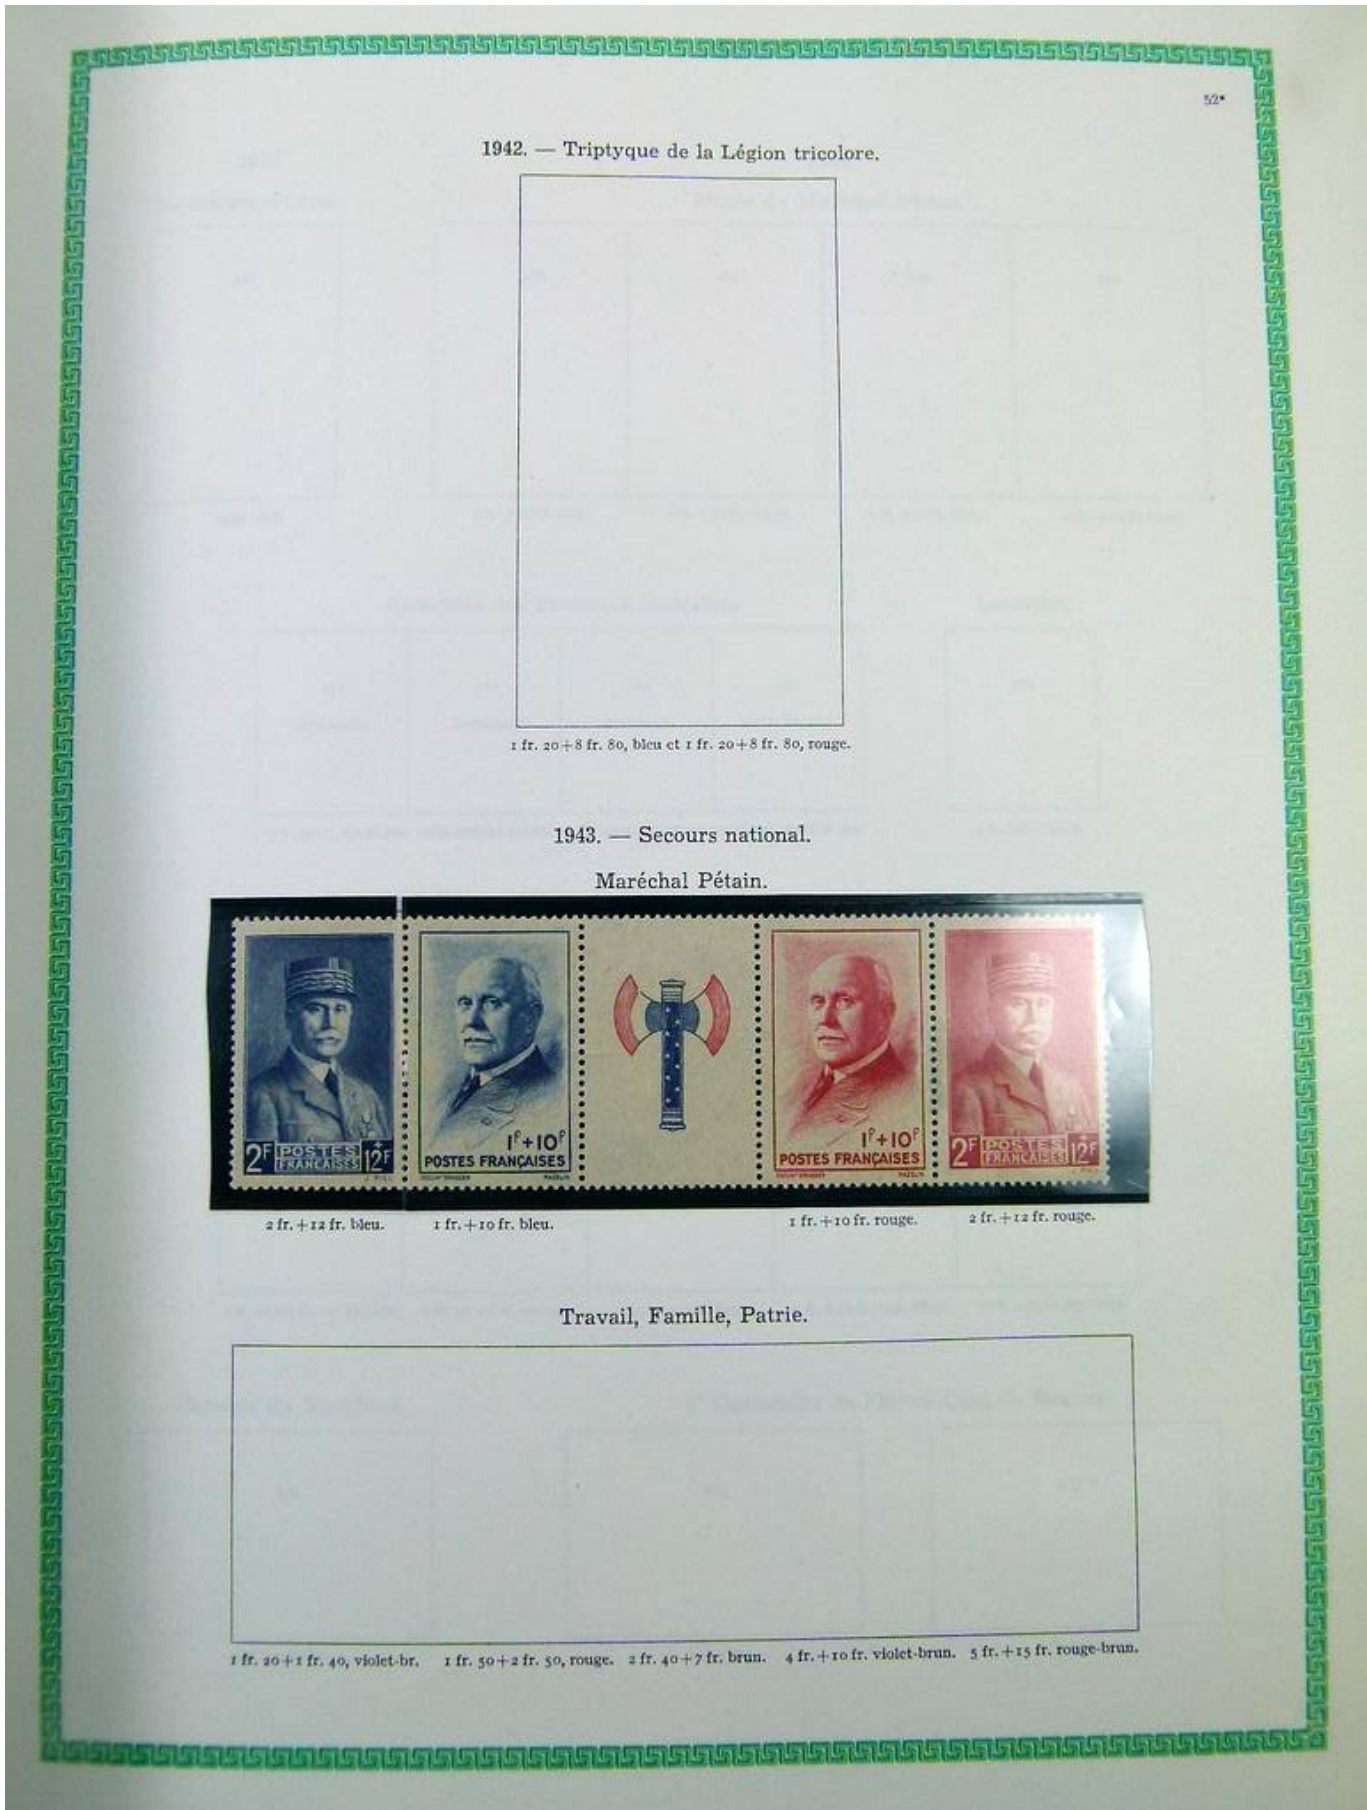 52*
1942. — Triptyque de la Légion tricolore.
1 fr. 20+8 fr. 80, bleu et 1 fr. 20+8 fr. 80, rouge.
1943. — Secours national.
Maréchal Pétain.
2F POSTES FRANÇAISES +12F
1F+10F
POSTES FRANÇAISES
1F+10F
POSTES FRANÇAISES
2F POSTES FRANÇAISES +12F
2 fr.+12 fr. bleu. 1 fr.+10 fr. bleu. 1 fr.+10 fr. rouge. 2 fr.+12 fr. rouge.
Travail, Famille, Patrie.
1 fr. 20+1 fr. 40, violet-br. 1 fr. 50+2 fr. 50, rouge. 2 fr. 40+7 fr. brun. 4 fr.+10 fr. violet-brun. 5 fr.+15 fr. rouge-brun.